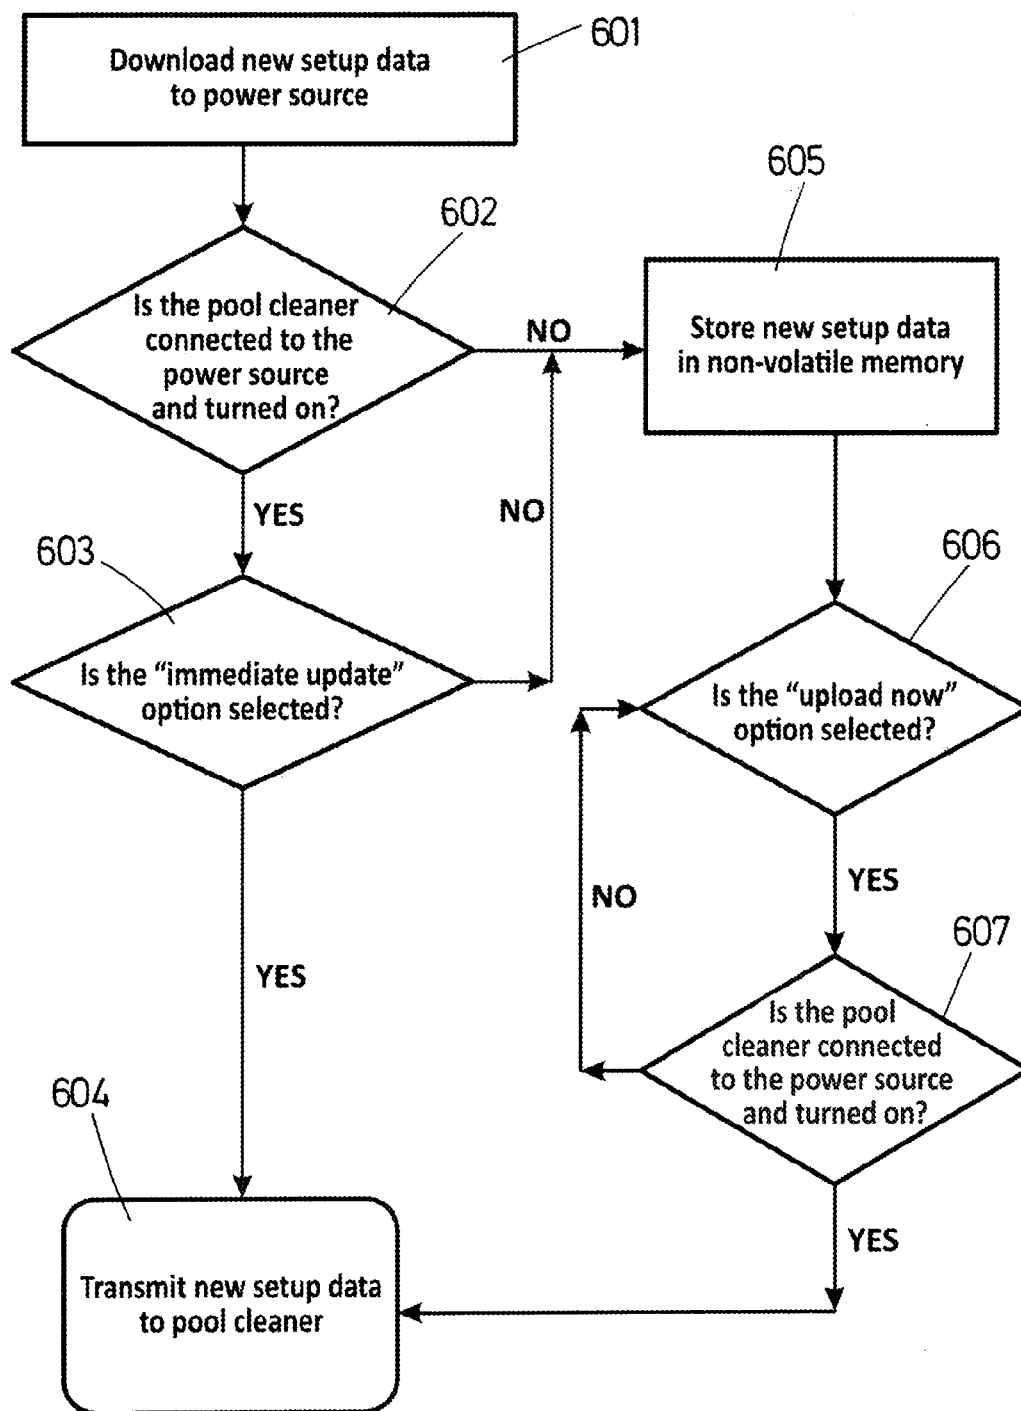 601
Download new setup data
to power source
605
602
Is the pool cleaner
connected to the
power source
and turned on?
NO
Store new setup data
in non-volatile memory
YES
NO
603
606
Is the “immediate update”
option selected?
Is the “upload now”
option selected?
YES
NO
607
YES
Is the pool
cleaner connected
to the power source
and turned on?
604
YES
Transmit new setup data
to pool cleaner